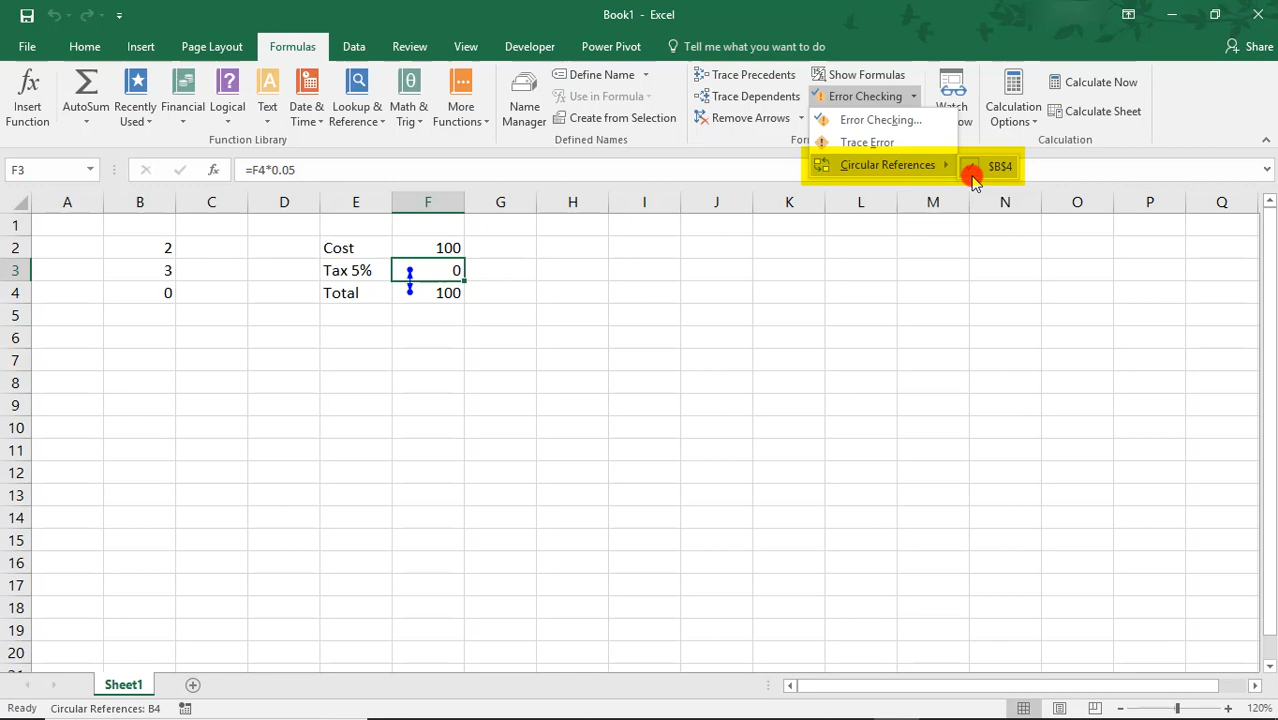 Book1 - Excel
File Home Insert Page Layout Formulas Data Review View Developer Power Pivot Tell me what you want to do Share
Insert Function
AutoSum
Recently Used
Financial
Logical
Text
Date & Time
Lookup & Reference
Math & Trig
More Functions
Function Library
Name Manager
Define Name
Use in Formula
Create from Selection
Defined Names
Trace Precedents
Trace Dependents
Remove Arrows
Show Formulas
Error Checking
Error Checking...
Trace Error
Circular References
$B$4
Watch
Calculation Options
Calculate Now
Calculate Sheet
Calculation
F3 fx =F4*0.05
A B C D E F G H I J K L M N O P Q
1
2 2 Cost 100
3 3 Tax 5% 0
4 0 Total 100
5
6
7
8
9
10
11
12
13
14
15
16
17
18
19
20
Sheet1
Ready Circular References: B4 120%